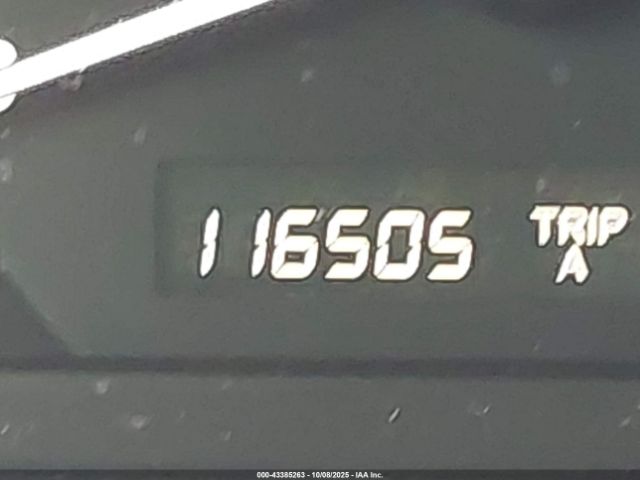 116505 TRIP
A
000-43385263 - 10/08/2025 - IAA Inc.